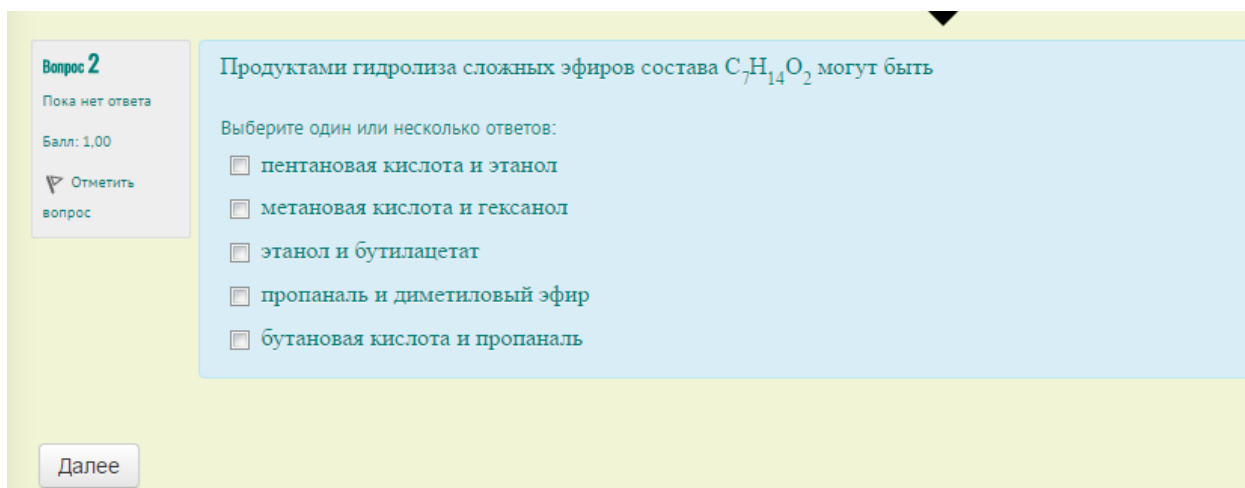 Вопрос 2
Пока нет ответа
Балл: 1,00
Отметить
вопрос
Продуктами гидролиза сложных эфиров состава C₇H₁₄O₂ могут быть
Выберите один или несколько ответов:
пентановая кислота и этанол
метановая кислота и гексанол
этанол и бутилацетат
пропаналь и диметиловый эфир
бутановая кислота и пропаналь
Далее